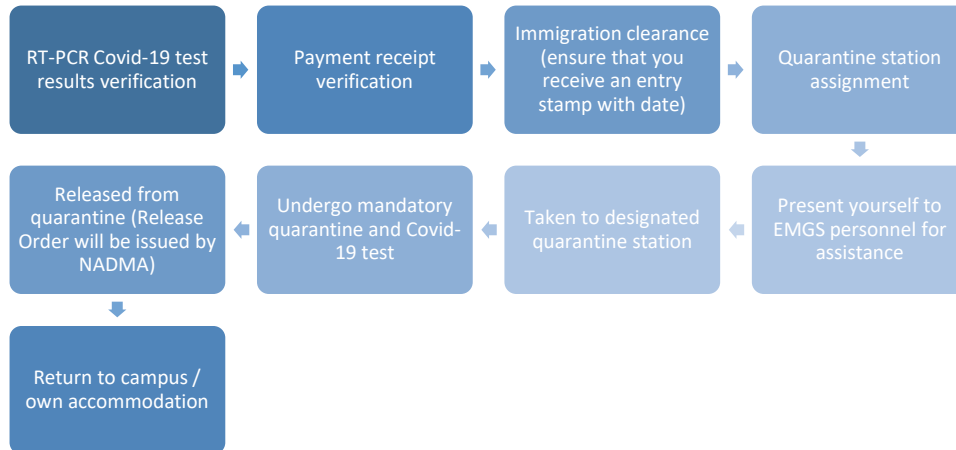 RT-PCR Covid-19 test
results verification
Payment receipt
verification
Immigration clearance
(ensure that you
receive an entry
stamp with date)
Quarantine station
assignment
Present yourself to
EMGS personnel for
assistance
Taken to designated
quarantine station
Undergo mandatory
quarantine and Covid-
19 test
Released from
quarantine (Release
Order will be issued by
NADMA)
Return to campus /
own accommodation